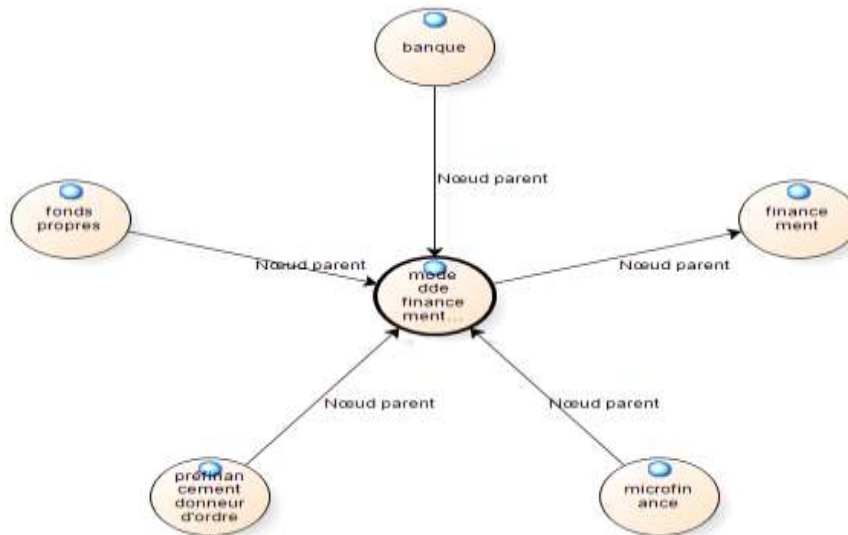 banque
Nœud parent
fonds
propres
finance
ment
Nœud parent
Nœud parent
mode
dde
finance
ment...
Nœud parent
Nœud parent
préfinan
cement
donneur
d'ordre
microfin
ance